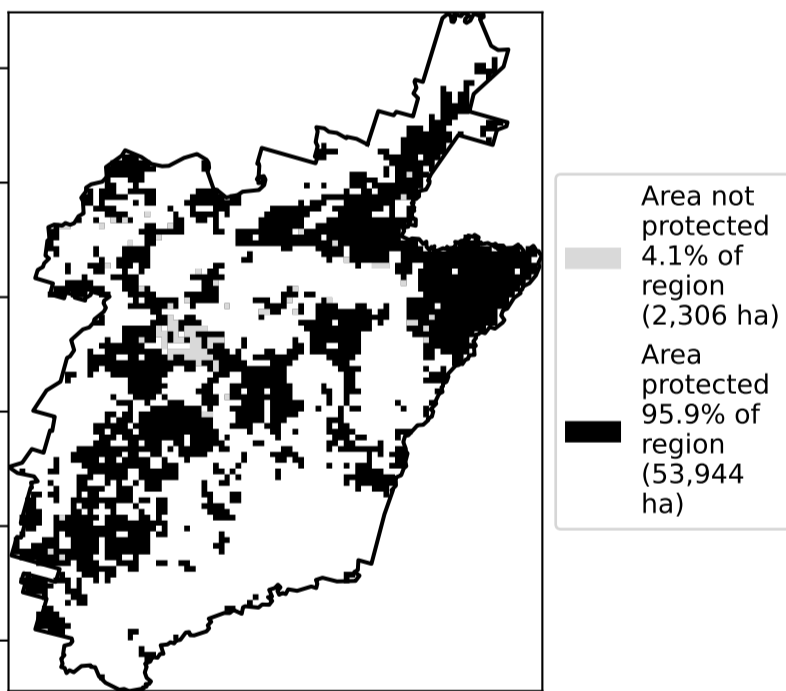 Area not
protected
4.1% of
region
(2,306 ha)
Area
protected
95.9% of
region
(53,944
ha)